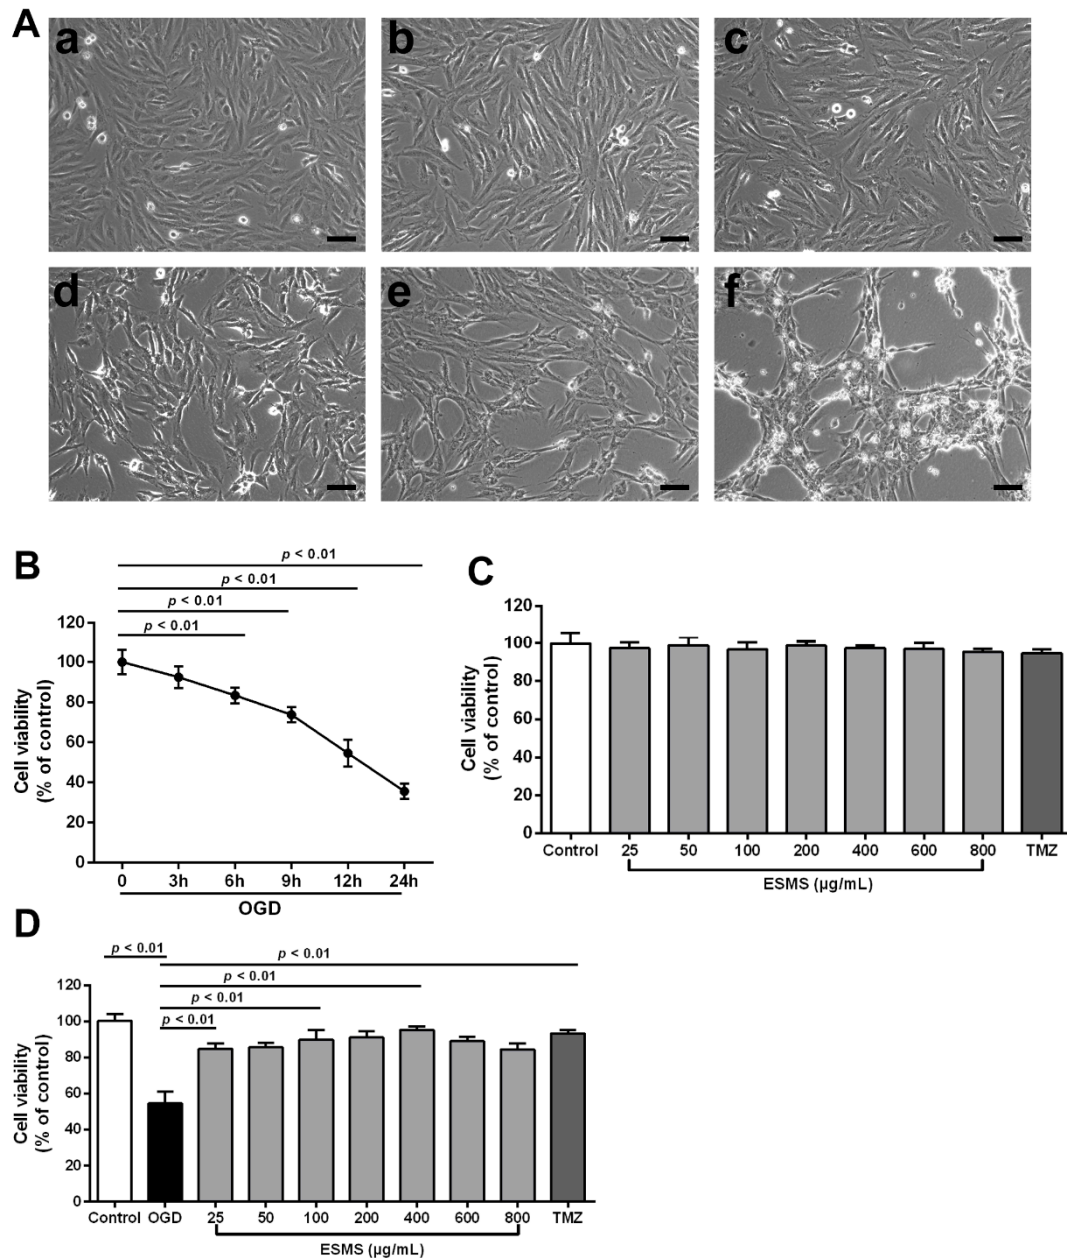 A
a
b
c
d
e
f
B
p < 0.01
p < 0.01
p < 0.01
p < 0.01
120
100
80
60
40
20
0
Cell viability
(% of control)
0 3h 6h 9h 12h 24h
OGD
C
120
100
80
60
40
20
0
Cell viability
(% of control)
Control 25 50 100 200 400 600 800 TMZ
ESMS (µg/mL)
D
p < 0.01
p < 0.01
p < 0.01
p < 0.01
p < 0.01
120
100
80
60
40
20
0
Cell viability
(% of control)
Control OGD 25 50 100 200 400 600 800 TMZ
ESMS (µg/mL)